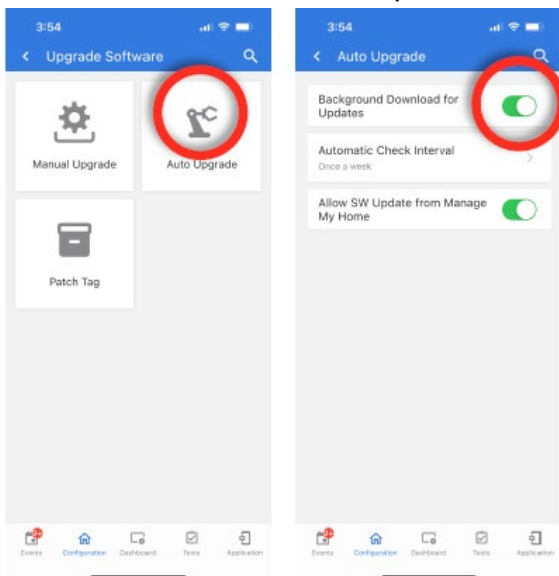 3:54
Upgrade Software
Manual Upgrade
Auto Upgrade
Patch Tag
Events
Configuration
Dashboard
Tests
Application
3:54
Auto Upgrade
Background Download for
Updates
Automatic Check Interval
Once a week
Allow SW Update from Manage
My Home
Events
Configuration
Dashboard
Tests
Application